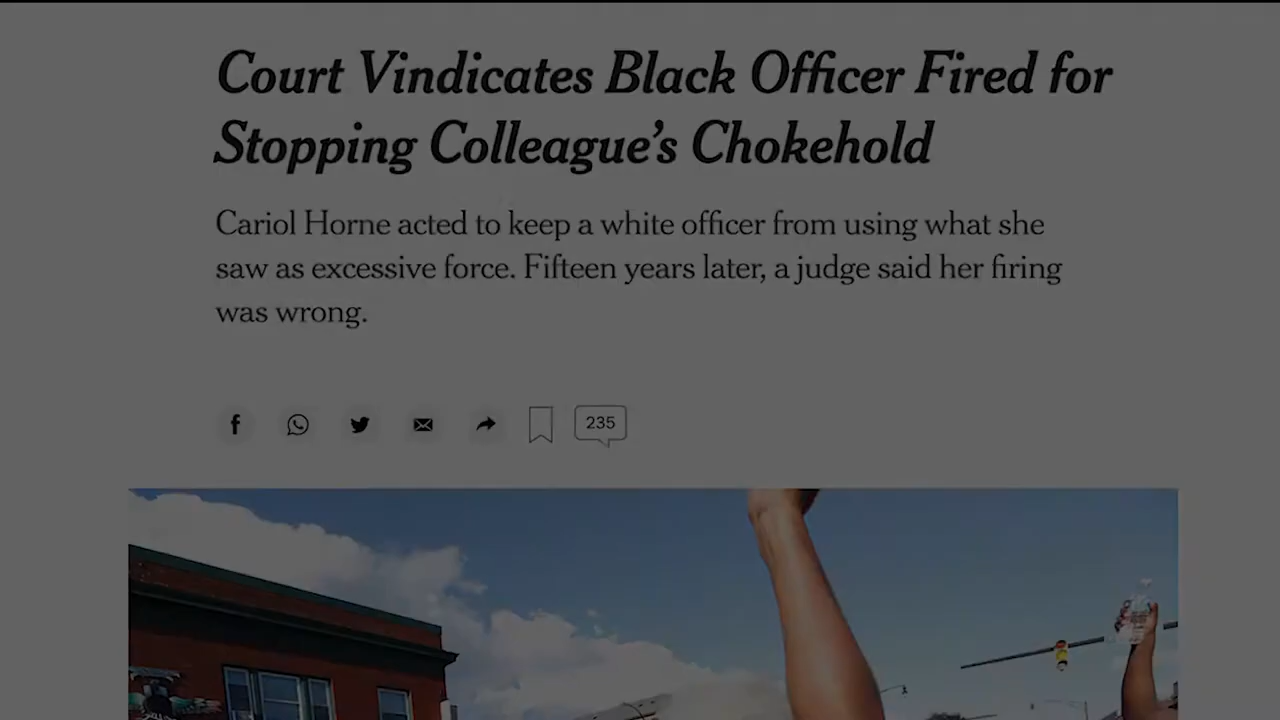 Court Vindicates Black Officer Fired for
Stopping Colleague's Chokehold
Cariol Horne acted to keep a white officer from using what she
saw as excessive force. Fifteen years later, a judge said her firing
was wrong.
235